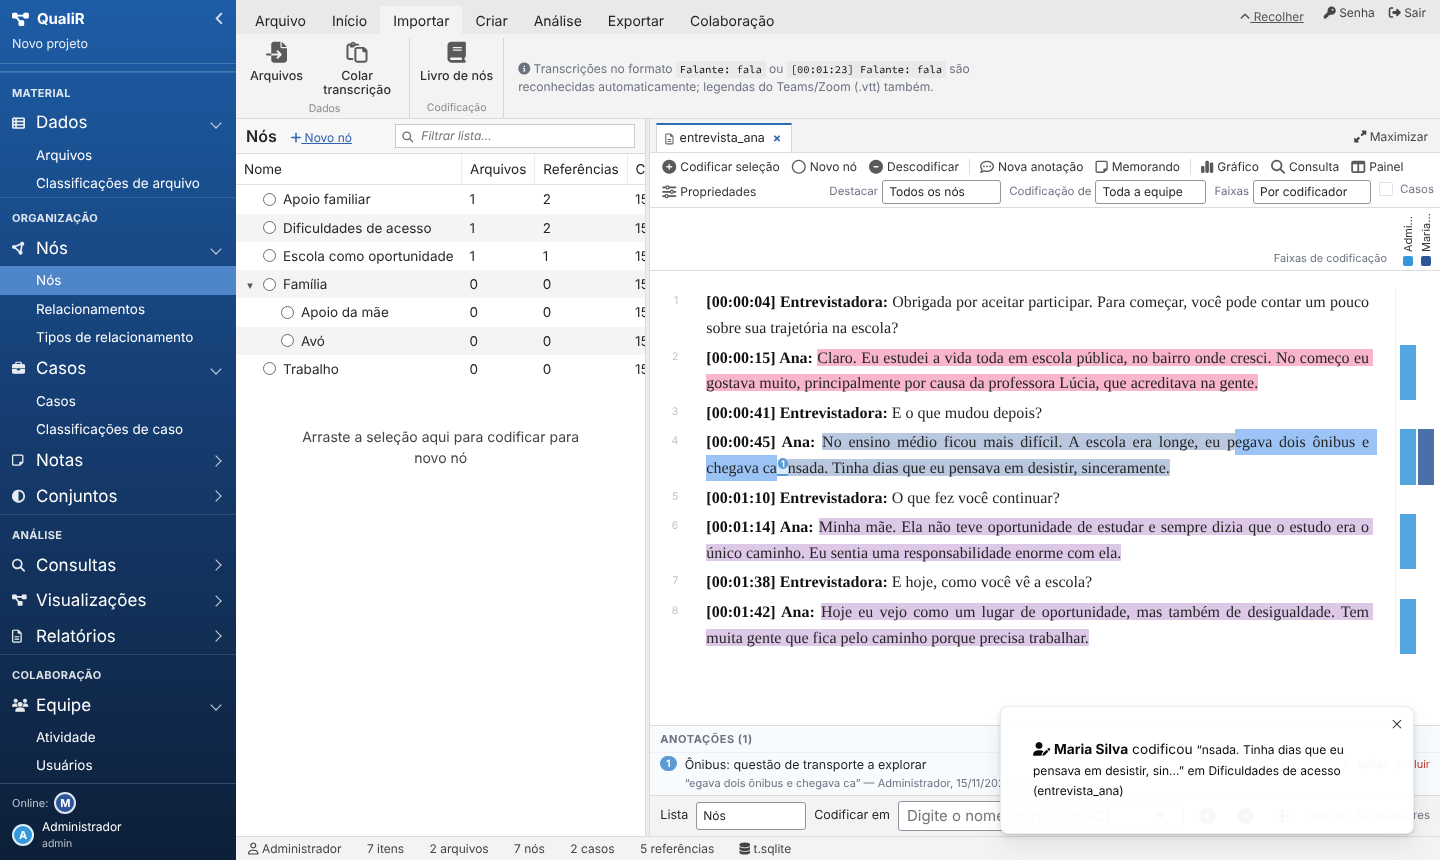 QualiR
Novo projeto
MATERIAL
Dados
Arquivos
Classificações de arquivo
ORGANIZAÇÃO
Nós
Nós
Relacionamentos
Tipos de relacionamento
Casos
Casos
Classificações de caso
Notas
Conjuntos
ANÁLISE
Consultas
Visualizações
Relatórios
COLABORAÇÃO
Equipe
Atividade
Usuários
Online: M
A Administrador
admin
Arquivo Início Importar Criar Análise Exportar Colaboração
Recolher Senha Sair
Arquivos
Colar transcrição
Dados
Livro de nós
Codificação
Transcrições no formato Falante: fala ou [00:01:23] Falante: fala são
reconhecidas automaticamente; legendas do Teams/Zoom (.vtt) também.
Nós + Novo nó Filtrar lista...
Nome Arquivos Referências C
Apoio familiar 1 2 15
Dificuldades de acesso 1 2 15
Escola como oportunidade 1 1 15
Família 0 0 15
Apoio da mãe 0 0 15
Avó 0 0 15
Trabalho 0 0 15
Arraste a seleção aqui para codificar para
novo nó
entrevista_ana × Maximizar
Codificar seleção Novo nó Descodificar Nova anotação Memorando Gráfico Consulta Painel
Propriedades Destacar Todos os nós Codificação de Toda a equipe Faixas Por codificador Casos
Faixas de codificação Admi... Maria...
1 [00:00:04] Entrevistadora: Obrigada por aceitar participar. Para começar, você pode contar um pouco
sobre sua trajetória na escola?
2 [00:00:15] Ana: Claro. Eu estudei a vida toda em escola pública, no bairro onde cresci. No começo eu
gostava muito, principalmente por causa da professora Lúcia, que acreditava na gente.
3 [00:00:41] Entrevistadora: E o que mudou depois?
4 [00:00:45] Ana: No ensino médio ficou mais difícil. A escola era longe, eu pegava dois ônibus e
chegava ca1nsada. Tinha dias que eu pensava em desistir, sinceramente.
5 [00:01:10] Entrevistadora: O que fez você continuar?
6 [00:01:14] Ana: Minha mãe. Ela não teve oportunidade de estudar e sempre dizia que o estudo era o
único caminho. Eu sentia uma responsabilidade enorme com ela.
7 [00:01:38] Entrevistadora: E hoje, como você vê a escola?
8 [00:01:42] Ana: Hoje eu vejo como um lugar de oportunidade, mas também de desigualdade. Tem
muita gente que fica pelo caminho porque precisa trabalhar.
ANOTAÇÕES (1)
1 Ônibus: questão de transporte a explorar
"egava dois ônibus e chegava ca" — Administrador, 15/11/20
Lista Nós Codificar em Digite o nome do nó
Maria Silva codificou "nsada. Tinha dias que eu
pensava em desistir, sin..." em Dificuldades de acesso
(entrevista_ana)
Administrador 7 itens 2 arquivos 7 nós 2 casos 5 referências t.sqlite